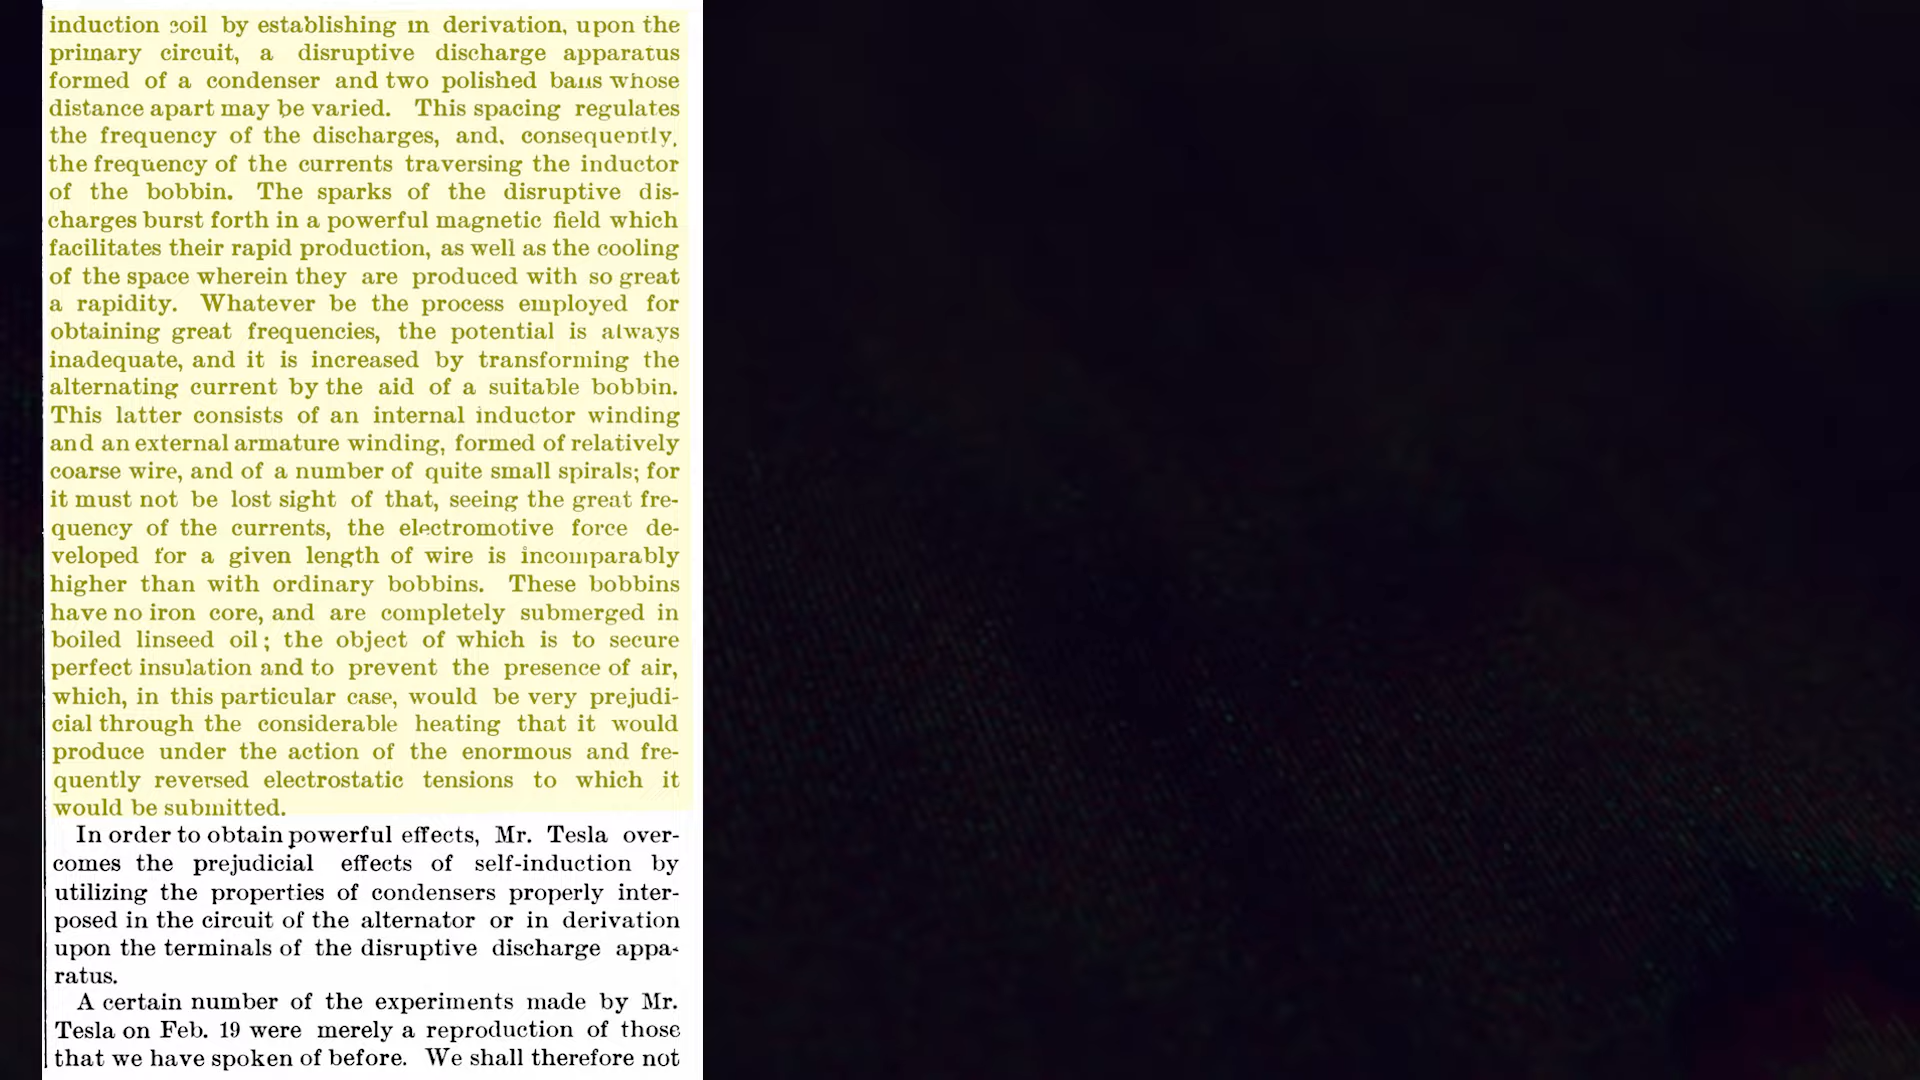 induction coil by establishing in derivation, upon the
primary circuit, a disruptive discharge apparatus
formed of a condenser and two polished balls whose
distance apart may be varied. This spacing regulates
the frequency of the discharges, and, consequently,
the frequency of the currents traversing the inductor
of the bobbin. The sparks of the disruptive dis-
charges burst forth in a powerful magnetic field which
facilitates their rapid production, as well as the cooling
of the space wherein they are produced with so great
a rapidity. Whatever be the process employed for
obtaining great frequencies, the potential is always
inadequate, and it is increased by transforming the
alternating current by the aid of a suitable bobbin.
This latter consists of an internal inductor winding
and an external armature winding, formed of relatively
coarse wire, and of a number of quite small spirals; for
it must not be lost sight of that, seeing the great fre-
quency of the currents, the electromotive force de-
veloped for a given length of wire is incomparably
higher than with ordinary bobbins. These bobbins
have no iron core, and are completely submerged in
boiled linseed oil; the object of which is to secure
perfect insulation and to prevent the presence of air,
which, in this particular case, would be very prejudi-
cial through the considerable heating that it would
produce under the action of the enormous and fre-
quently reversed electrostatic tensions to which it
would be submitted.
In order to obtain powerful effects, Mr. Tesla over-
comes the prejudicial effects of self-induction by
utilizing the properties of condensers properly inter-
posed in the circuit of the alternator or in derivation
upon the terminals of the disruptive discharge appa-
ratus.
A certain number of the experiments made by Mr.
Tesla on Feb. 19 were merely a reproduction of those
that we have spoken of before. We shall therefore not